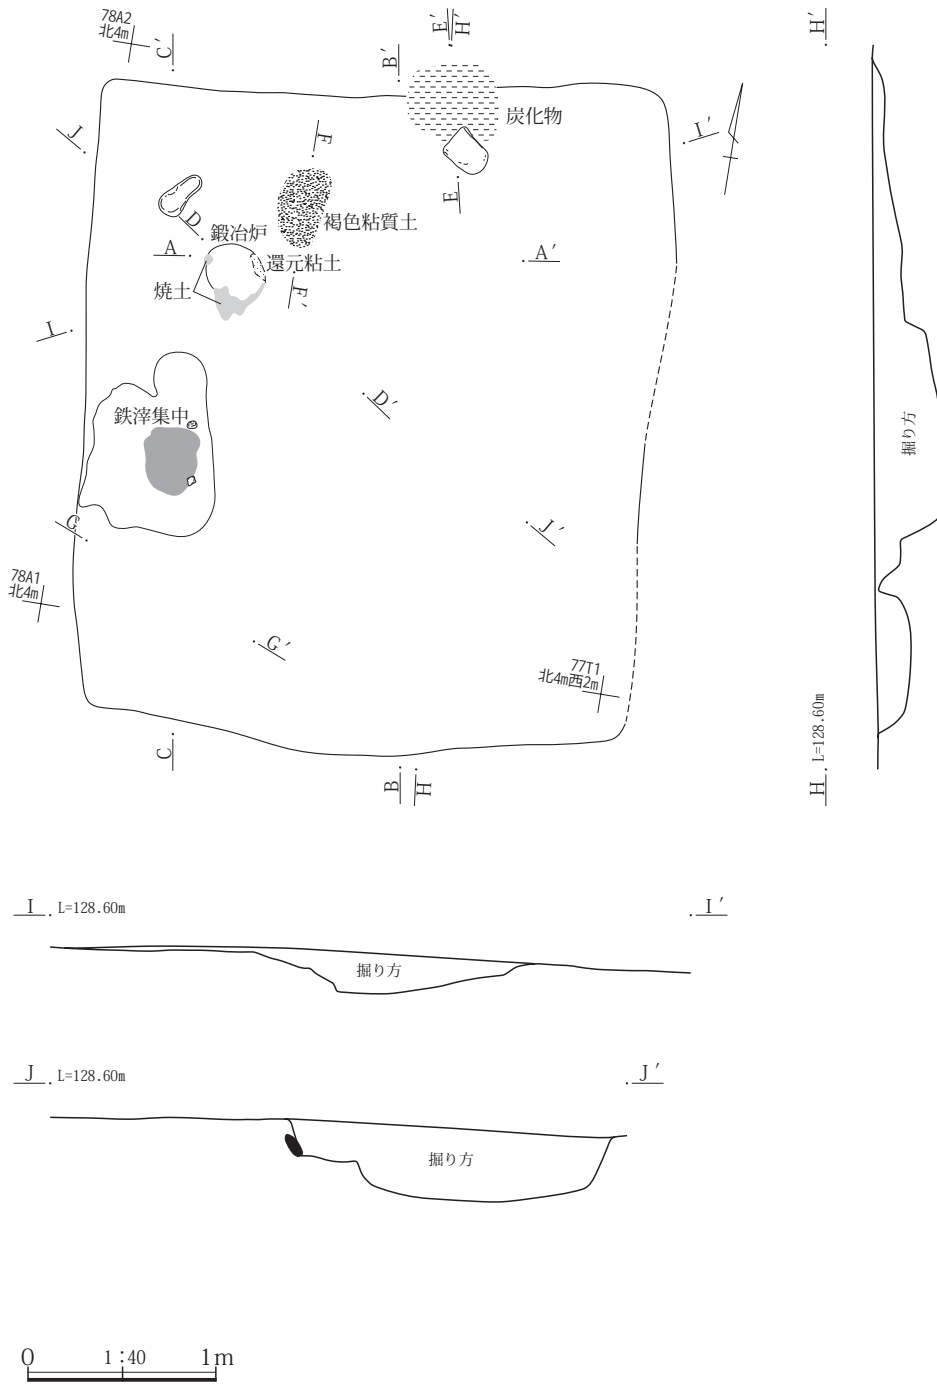 78A2
北4m
C′
B′
E′
H′
H′
J
F
炭化物
I′
E
D
褐色粘質土
鍛冶炉
A
還元粘土
A′
焼土
F′
I
D′
鉄滓集中
掘り方
G
J′
78A1
北4m
G′
77T1
北4m西2m
C
B
H
H L=128.60m
I L=128.60m
I′
掘り方
J L=128.60m
J′
掘り方
0 1:40 1m